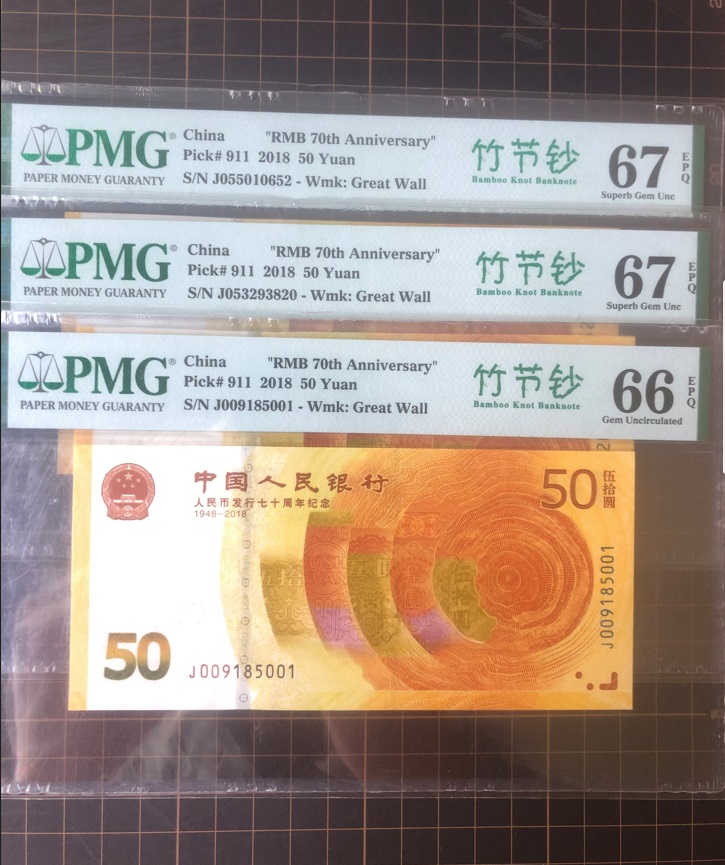 PMG®
PAPER MONEY GUARANTY
China "RMB 70th Anniversary"
Pick# 911 2018 50 Yuan
S/N J055010652 - Wmk: Great Wall
竹节钞
Bamboo Knot Banknote
67
Superb Gem Unc
EPQ
PMG®
PAPER MONEY GUARANTY
China "RMB 70th Anniversary"
Pick# 911 2018 50 Yuan
S/N J053293820 - Wmk: Great Wall
竹节钞
Bamboo Knot Banknote
67
Superb Gem Unc
EPQ
PMG®
PAPER MONEY GUARANTY
China "RMB 70th Anniversary"
Pick# 911 2018 50 Yuan
S/N J009185001 - Wmk: Great Wall
竹节钞
Bamboo Knot Banknote
66
Gem Uncirculated
EPQ
中国人民银行
人民币发行七十周年纪念
1948-2018
50
伍拾圆
伍拾圆
J009185001
50
J009185001